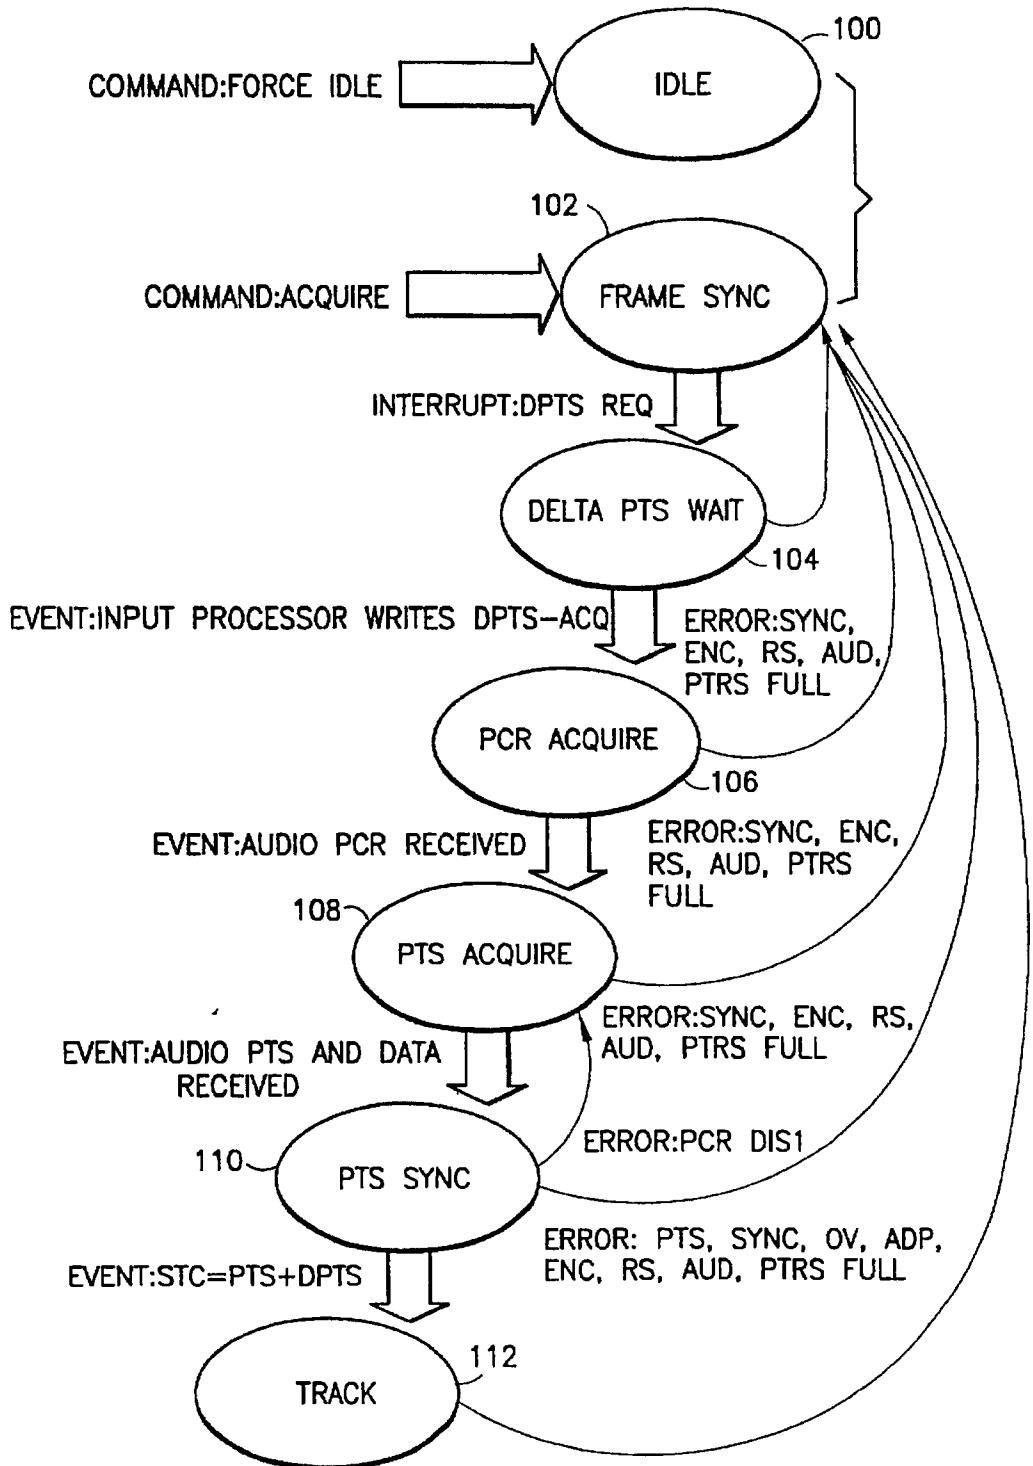 100
COMMAND:FORCE IDLE
IDLE
102
COMMAND:ACQUIRE
FRAME SYNC
INTERRUPT:DPTS REQ
DELTA PTS WAIT
104
EVENT:INPUT PROCESSOR WRITES DPTS-ACQ
ERROR:SYNC,
ENC, RS, AUD,
PTRS FULL
PCR ACQUIRE
106
EVENT:AUDIO PCR RECEIVED
ERROR:SYNC, ENC,
RS, AUD, PTRS
FULL
108
PTS ACQUIRE
ERROR:SYNC, ENC, RS,
AUD, PTRS FULL
EVENT:AUDIO PTS AND DATA
RECEIVED
ERROR:PCR DIS1
110
PTS SYNC
ERROR: PTS, SYNC, OV, ADP,
ENC, RS, AUD, PTRS FULL
EVENT:STC=PTS+DPTS
112
TRACK